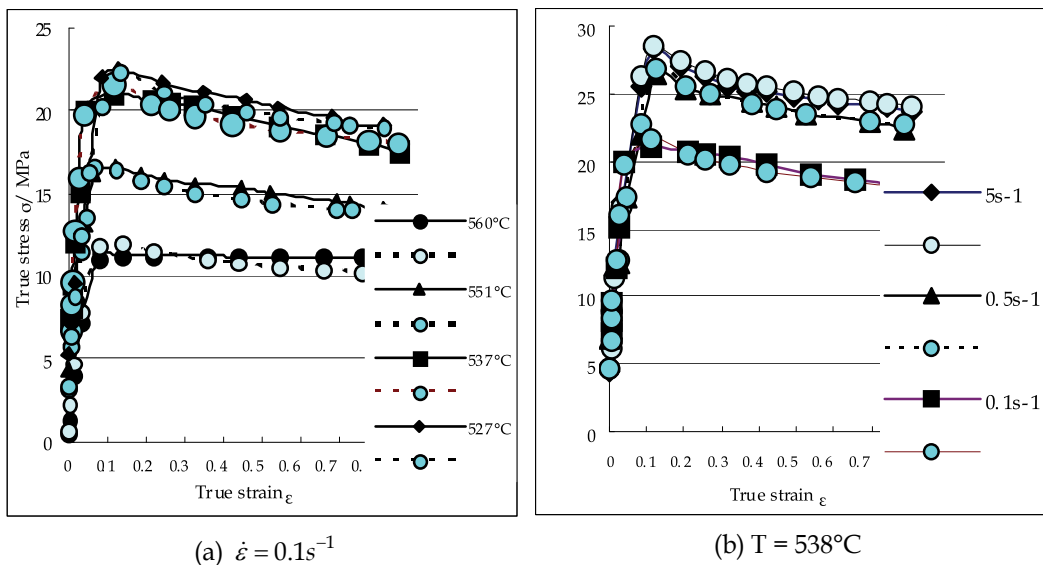 25
20
15
10
5
0
True stress σ/ MPa
0 0.1 0.2 0.3 0.4 0.5 0.6 0.7 0.
True strain ε
560°C
551°C
537°C
527°C
(a) ε̇ = 0.1s⁻¹
30
25
20
15
10
5
0
0 0.1 0.2 0.3 0.4 0.5 0.6 0.7
True strain ε
5s-1
0.5s-1
0.1s-1
(b) T = 538°C